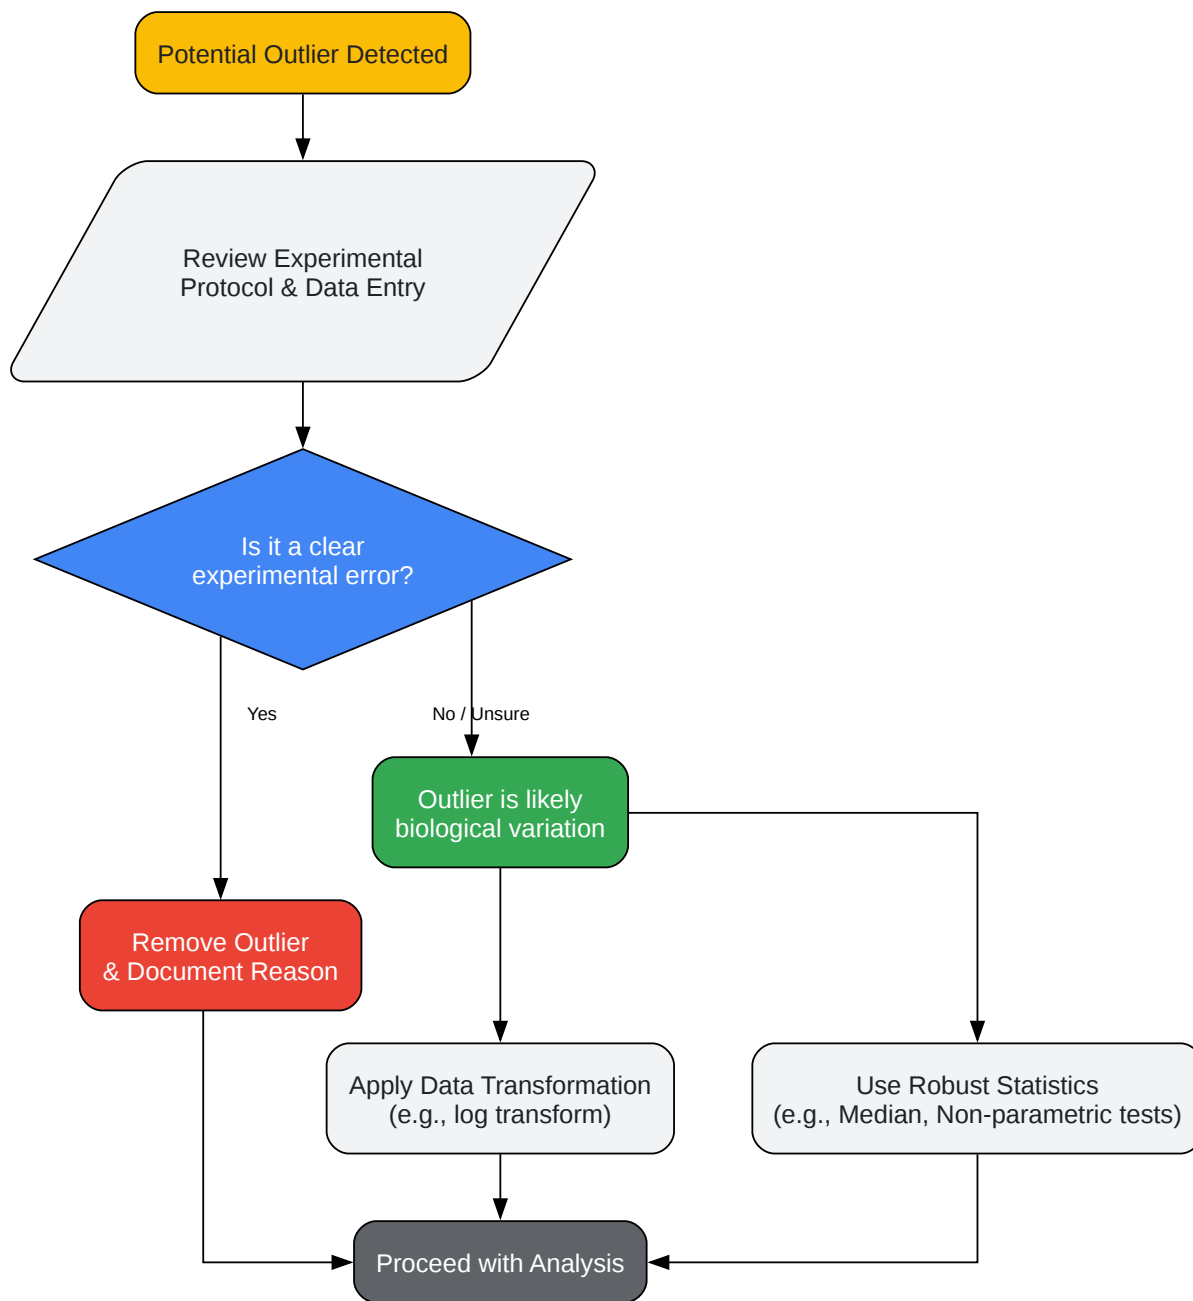 Potential Outlier Detected
Review Experimental
Protocol & Data Entry
Is it a clear
experimental error?
Yes
No / Unsure
Outlier is likely
biological variation
Remove Outlier
& Document Reason
Apply Data Transformation
(e.g., log transform)
Use Robust Statistics
(e.g., Median, Non-parametric tests)
Proceed with Analysis